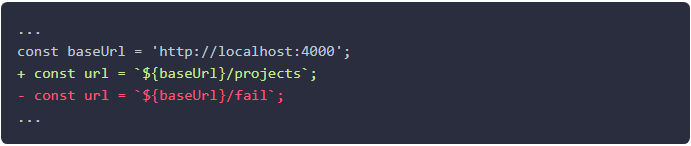 ...
const baseUrl = 'http://localhost:4000';
+ const url = `${baseUrl}/projects`;
- const url = `${baseUrl}/fail`;
...